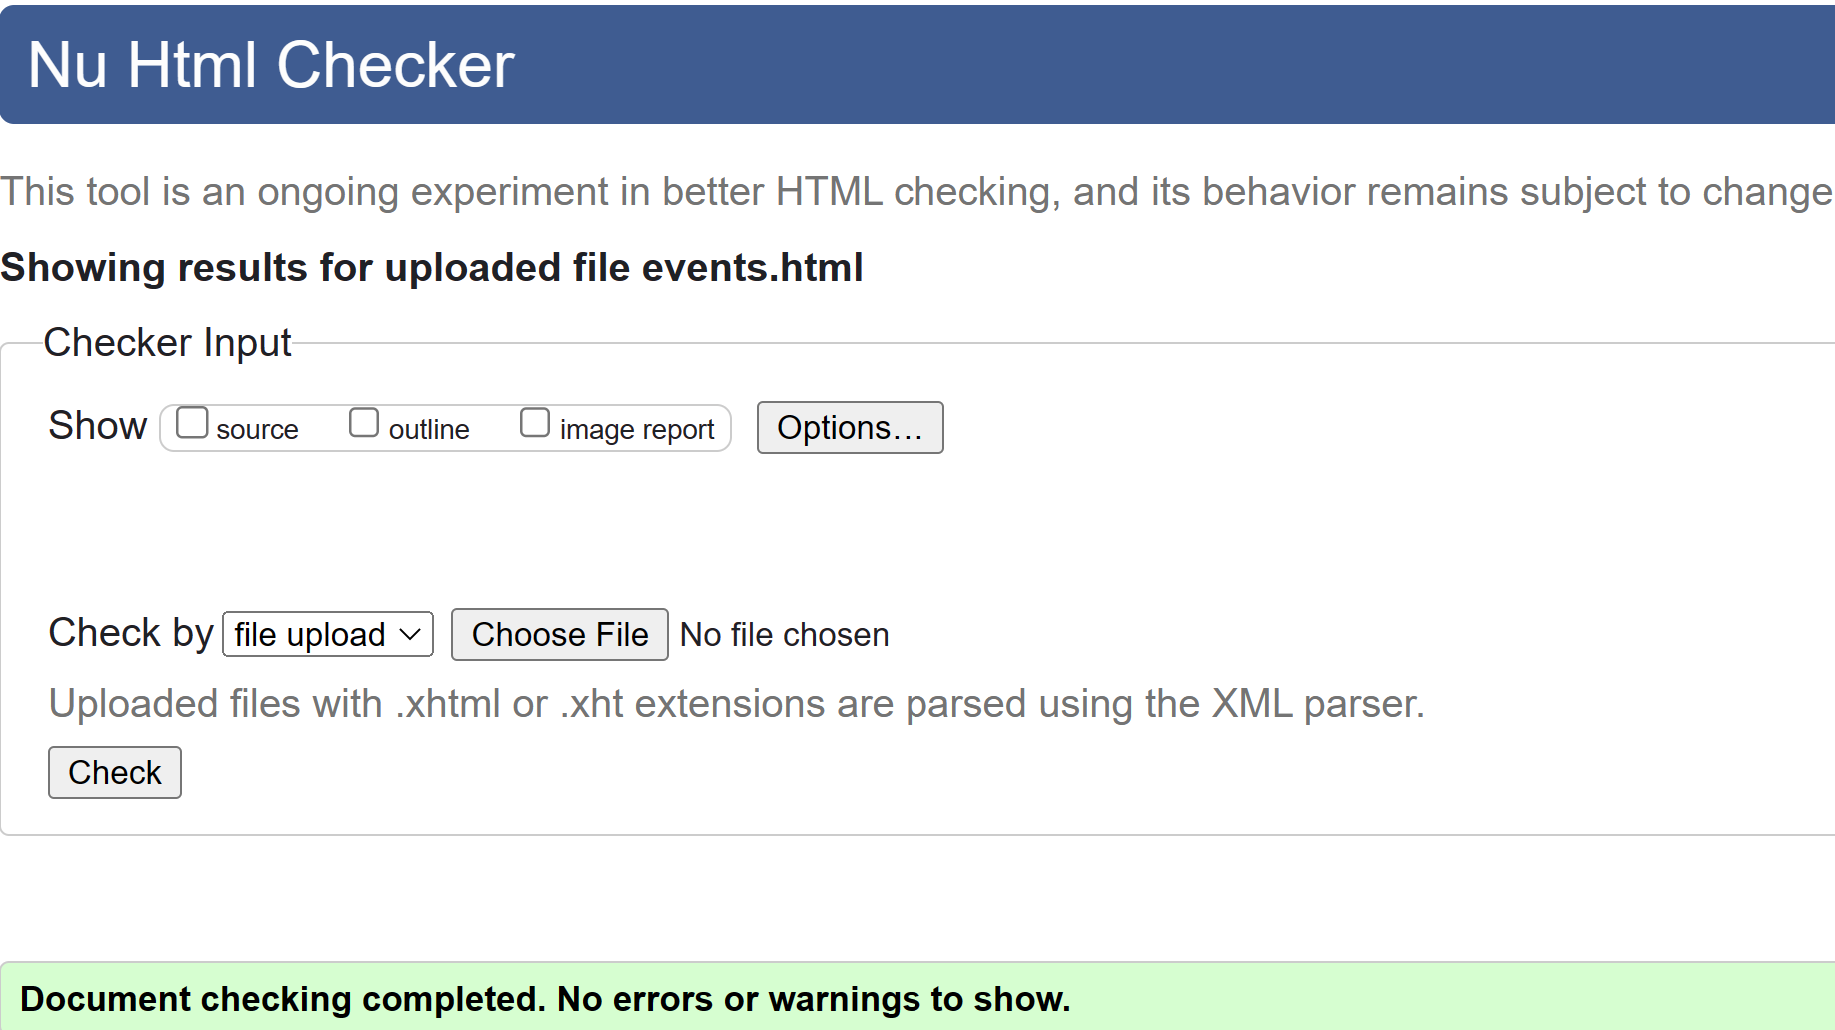 Nu Html Checker
This tool is an ongoing experiment in better HTML checking, and its behavior remains subject to change
Showing results for uploaded file events.html
Checker Input
Show source outline image report Options...
Check by file upload Choose File No file chosen
Uploaded files with .xhtml or .xht extensions are parsed using the XML parser.
Check
Document checking completed. No errors or warnings to show.